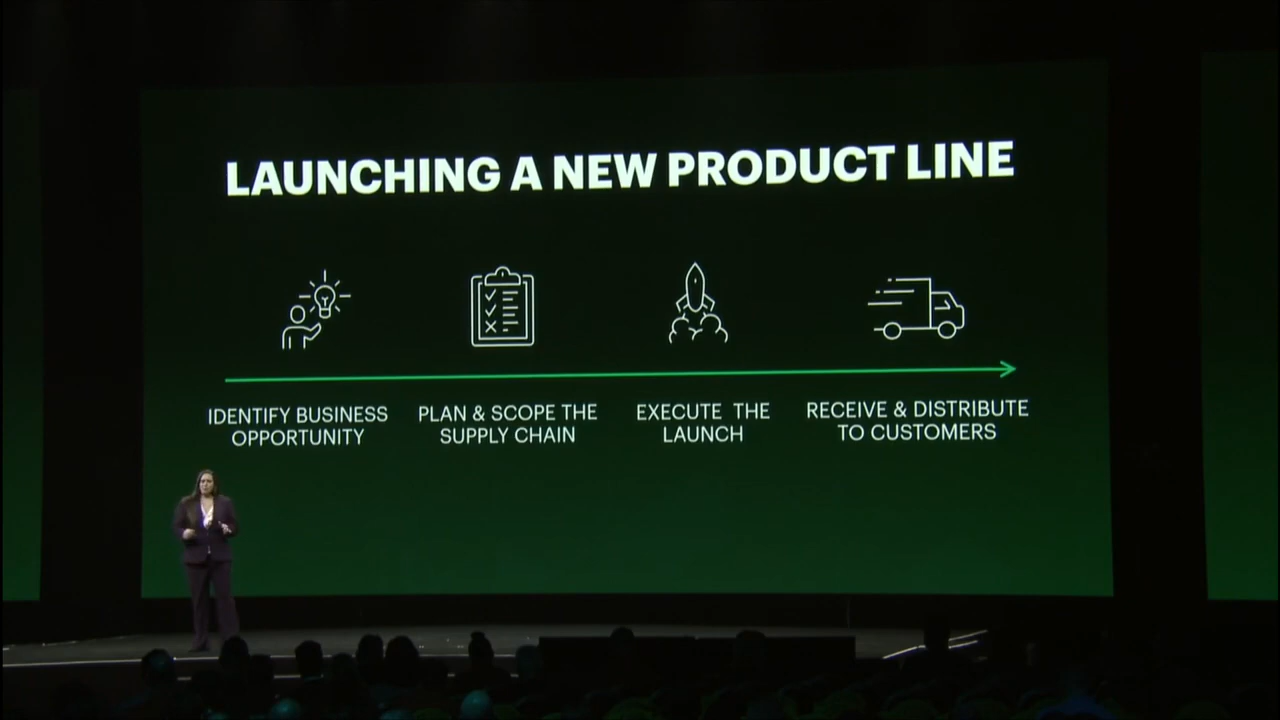 LAUNCHING A NEW PRODUCT LINE
IDENTIFY BUSINESS
OPPORTUNITY
PLAN & SCOPE THE
SUPPLY CHAIN
EXECUTE THE
LAUNCH
RECEIVE & DISTRIBUTE
TO CUSTOMERS